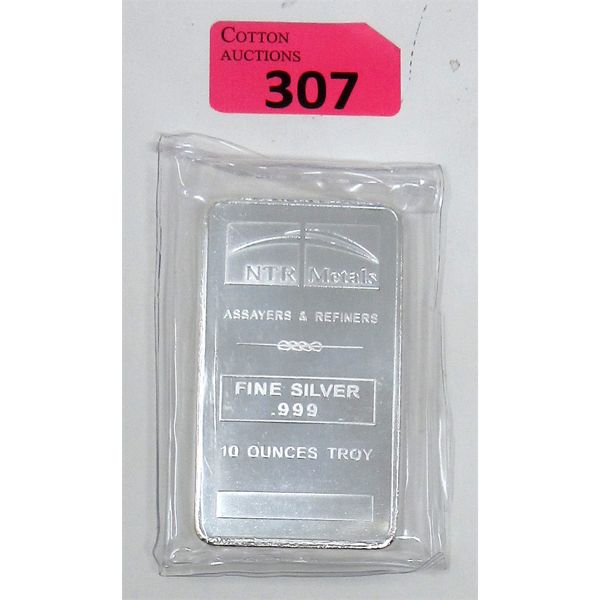 COTTON
AUCTIONS
307
NTR Metals
ASSAYERS & REFINERS
FINE SILVER
.999
10 OUNCES TROY